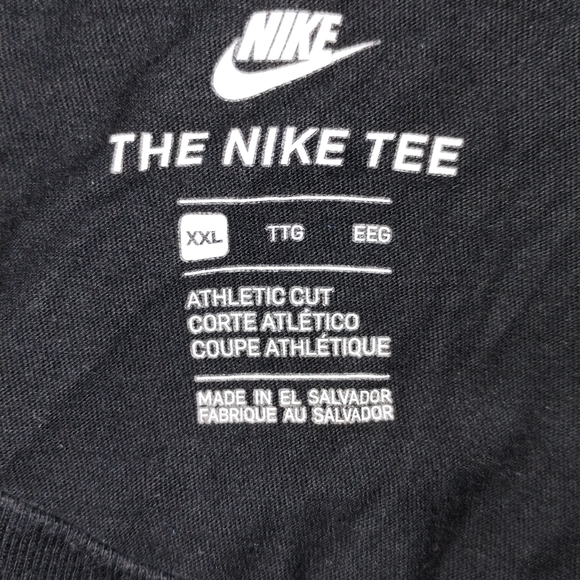 NIKE
THE NIKE TEE
XXL TTG EEG
ATHLETIC CUT
CORTE ATLÉTICO
COUPE ATHLÉTIQUE
MADE IN EL SALVADOR
FABRIQUE AU SALVADOR